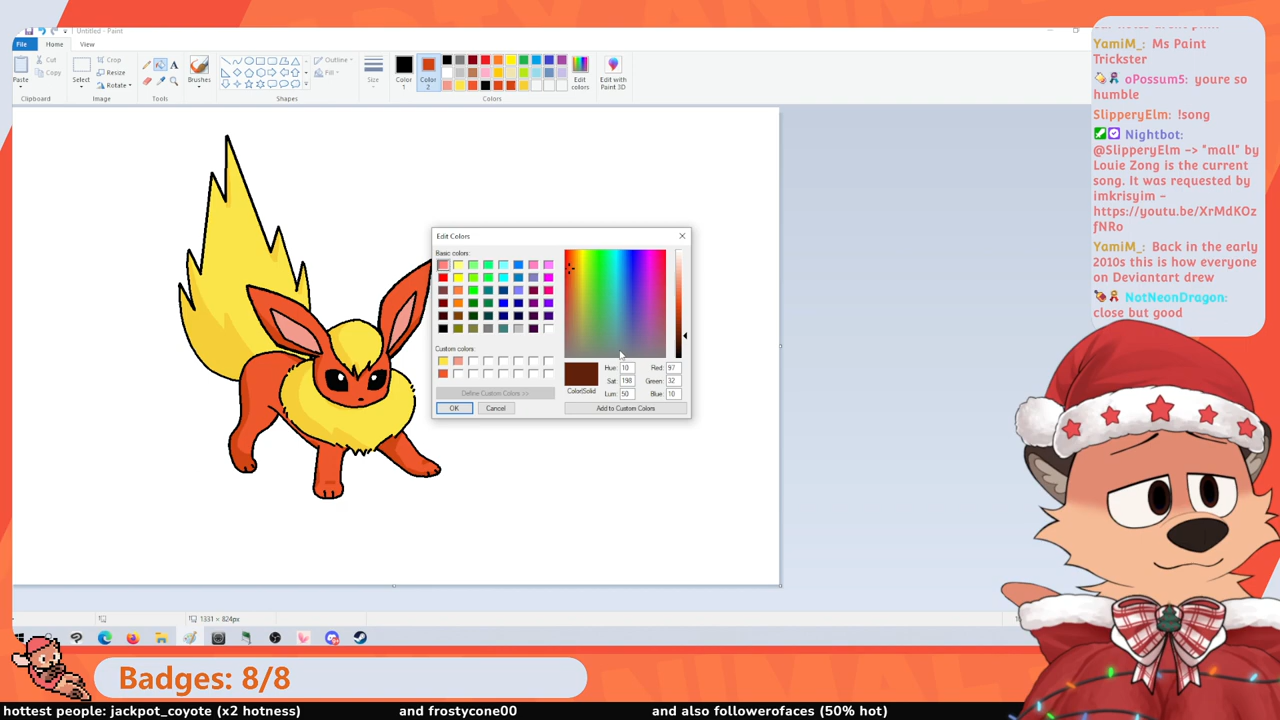 Untitled - Paint
File
Home
View
Paste
Cut
Copy
Clipboard
Select
Crop
Resize
Rotate
Image
A
Tools
Brushes
Outline
Fill
Shapes
Size
Color
1
Color
2
Colors
Edit
colors
Edit with
Paint 3D
YamiM_: Ms Paint
Trickster
oPossum5: youre so
humble
SlipperyElm: !song
Nightbot:
@SlipperyElm -> "mall" by
Louie Zong is the current
song. It was requested by
imkrisyim -
https://youtu.be/XrMdKOz
fNRo
YamiM_: Back in the early
2010s this is how everyone
on Deviantart drew
NotNeonDragon:
close but good
Edit Colors
Basic colors:
Custom colors:
Define Custom Colors >>
OK
Cancel
Color|Solid
Hue: 10
Sat: 198
Lum: 50
Red: 97
Green: 32
Blue: 10
Add to Custom Colors
1331 × 824px
Badges: 8/8
hottest people: jackpot_coyote (x2 hotness) and frostycone00 and also followerofaces (50% hot)